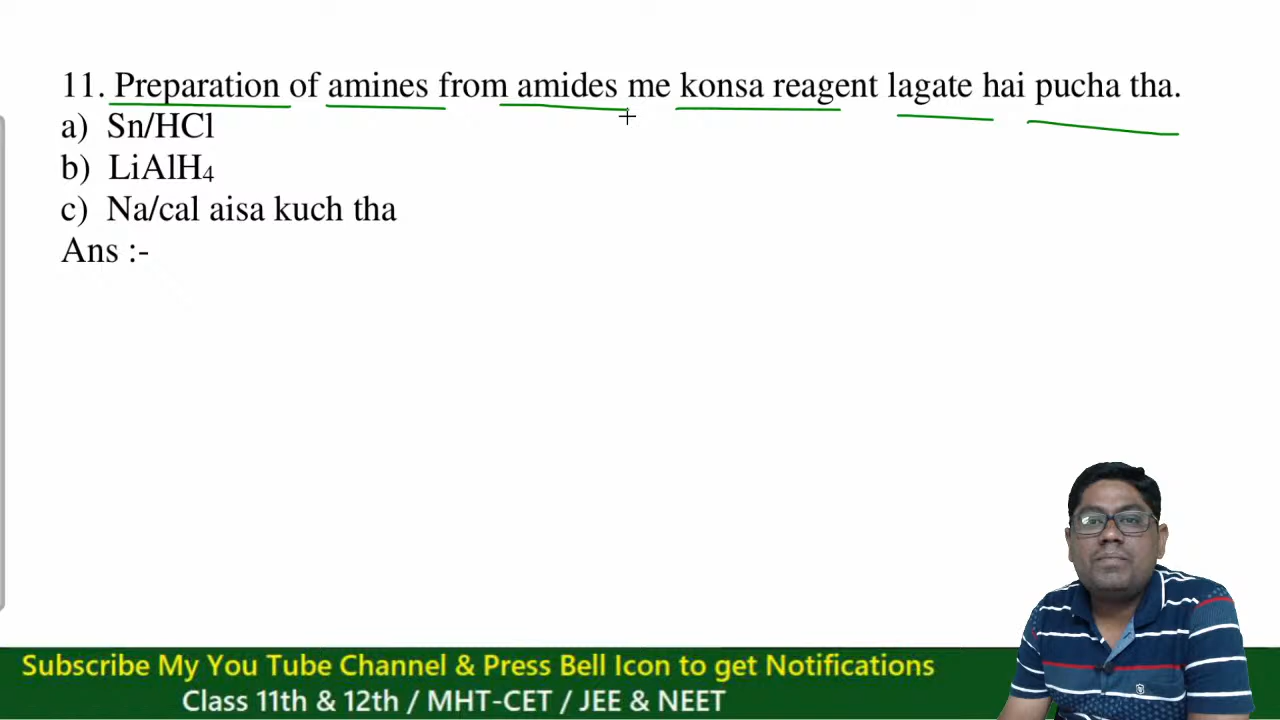 11. Preparation of amines from amides me konsa reagent lagate hai pucha tha.
a) Sn/HCl
b) LiAlH₄
c) Na/cal aisa kuch tha
Ans :-
Subscribe My You Tube Channel & Press Bell Icon to get Notifications
Class 11th & 12th / MHT-CET / JEE & NEET